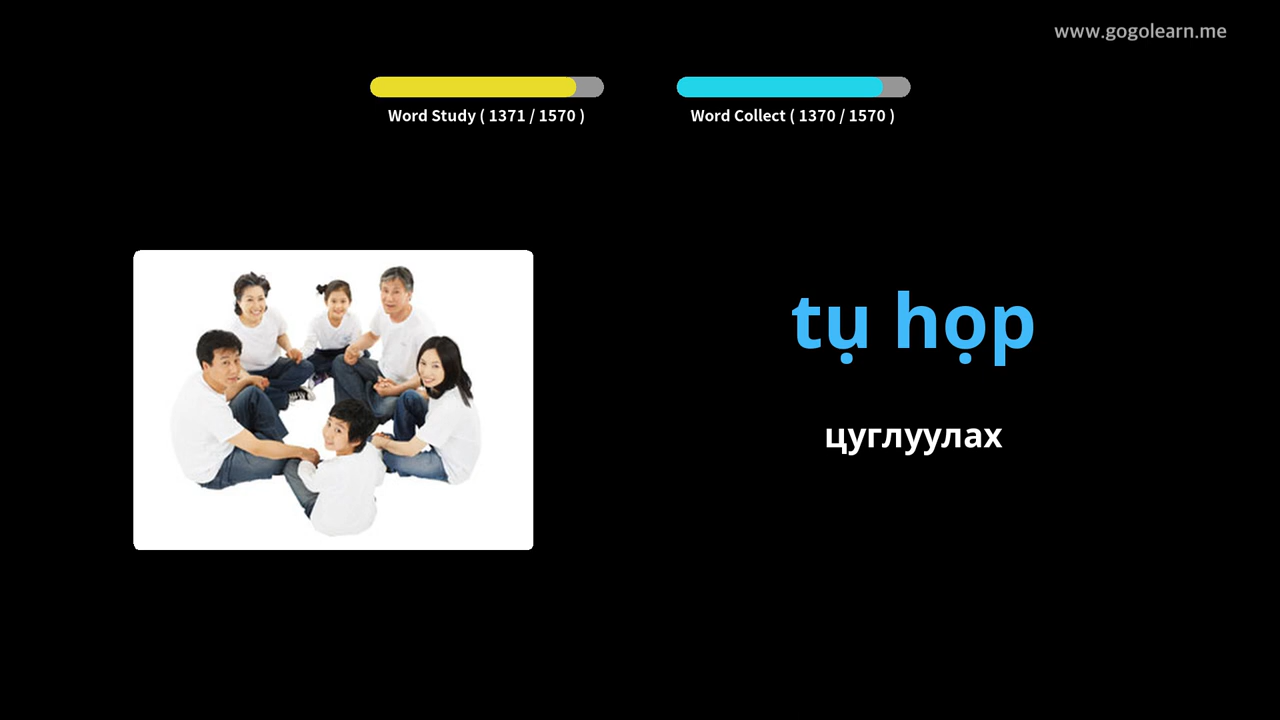 www.gogolearn.me
Word Study ( 1371 / 1570 )
Word Collect ( 1370 / 1570 )
tụ họp
цуглуулах